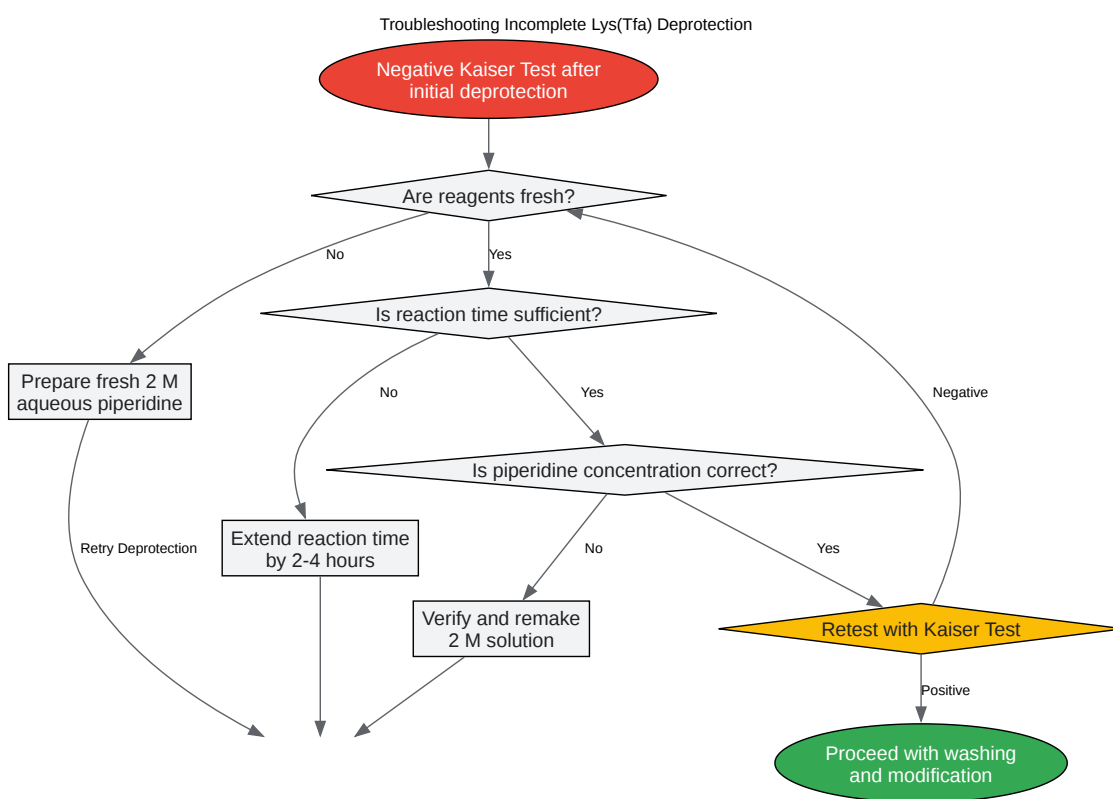 Troubleshooting Incomplete Lys(Tfa) Deprotection
Negative Kaiser Test after
initial deprotection
Are reagents fresh?
No
Yes
Is reaction time sufficient?
Prepare fresh 2 M
aqueous piperidine
No
Yes
Negative
Is piperidine concentration correct?
Extend reaction time
by 2-4 hours
Retry Deprotection
No
Yes
Verify and remake
2 M solution
Retest with Kaiser Test
Positive
Proceed with washing
and modification